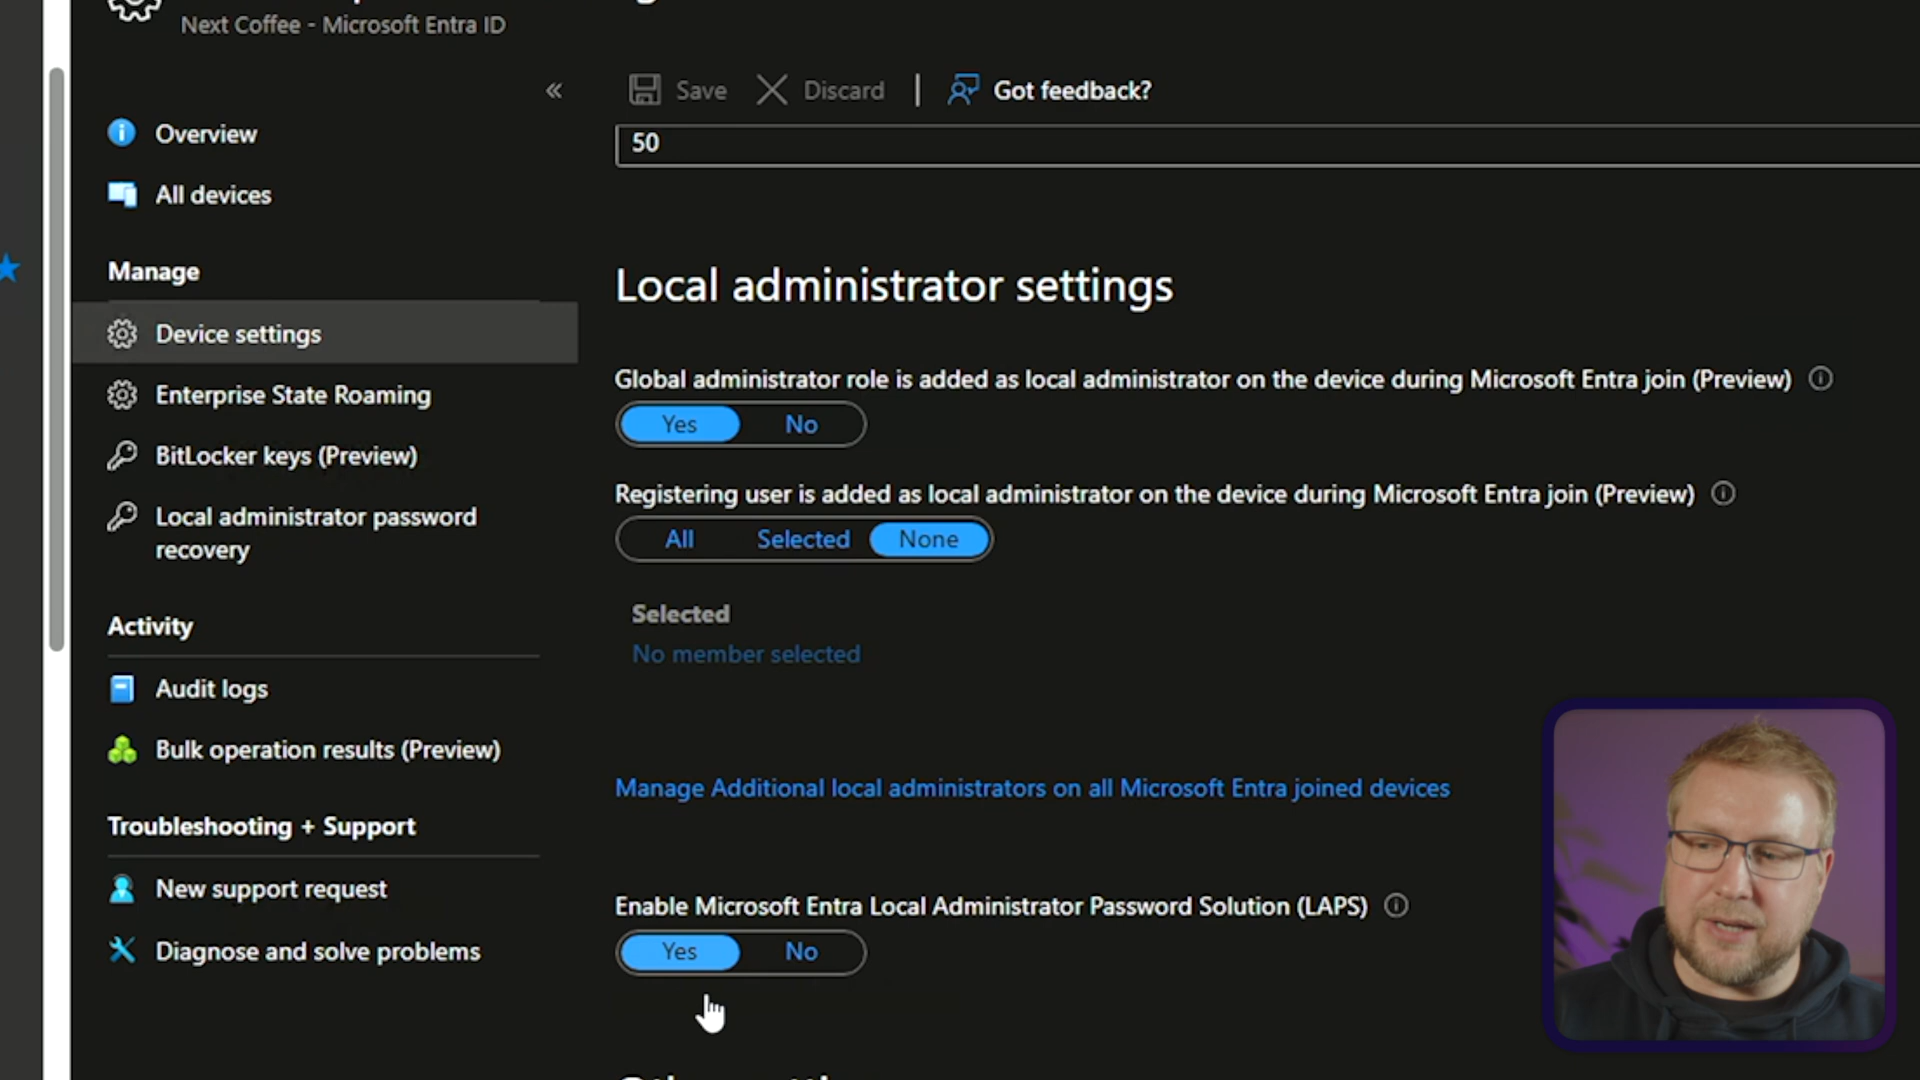 Next Coffee - Microsoft Entra ID
Save
Discard
Got feedback?
50
Overview
All devices
Manage
Device settings
Enterprise State Roaming
BitLocker keys (Preview)
Local administrator password
recovery
Activity
Audit logs
Bulk operation results (Preview)
Troubleshooting + Support
New support request
Diagnose and solve problems
Local administrator settings
Global administrator role is added as local administrator on the device during Microsoft Entra join (Preview)
Yes No
Registering user is added as local administrator on the device during Microsoft Entra join (Preview)
All Selected None
Selected
No member selected
Manage Additional local administrators on all Microsoft Entra joined devices
Enable Microsoft Entra Local Administrator Password Solution (LAPS)
Yes No